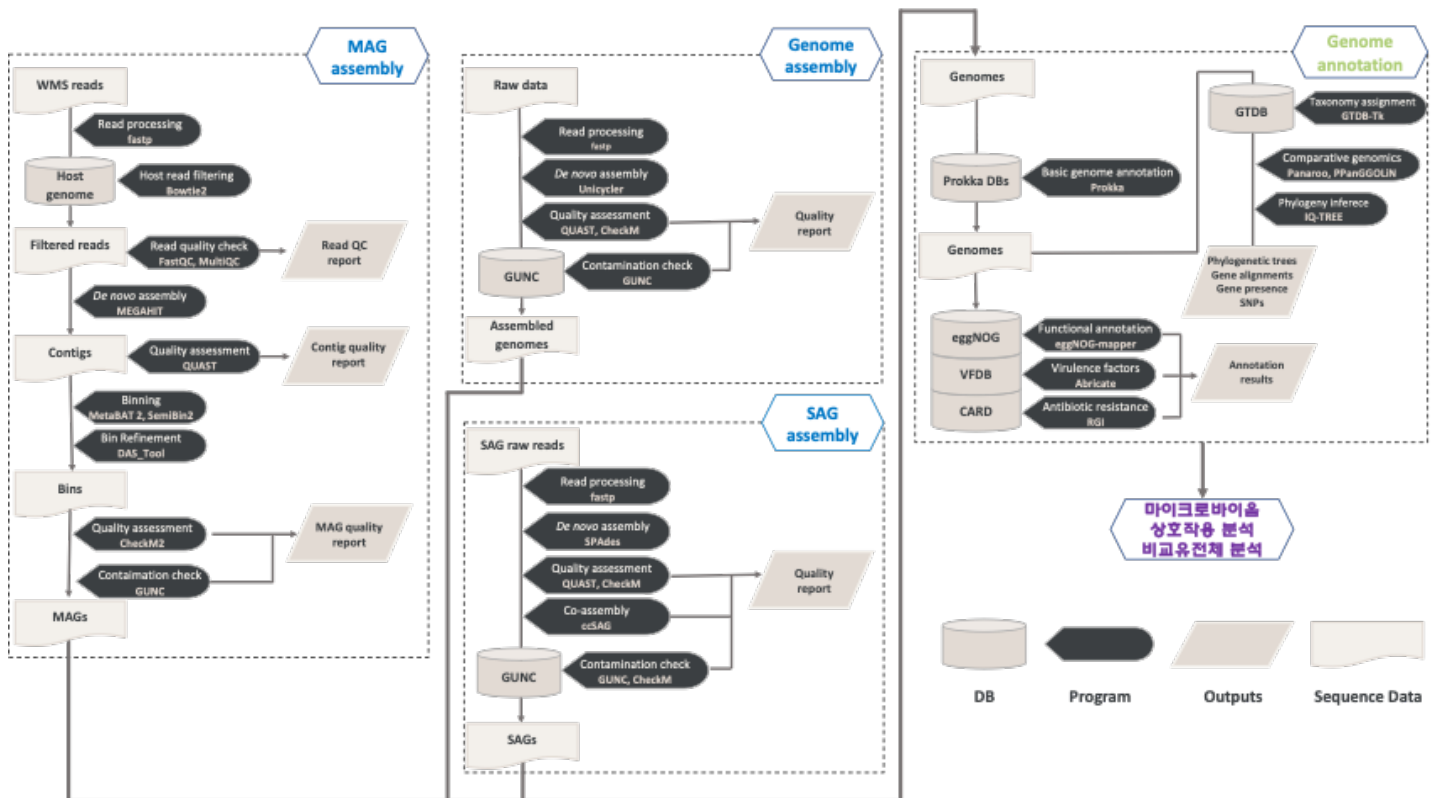 MAG
assembly
WMS reads
Read processing
fastp
Host
genome
Host read filtering
Bowtie2
Filtered reads
Read quality check
FastQC, MultiQC
Read QC
report
De novo assembly
MEGAHIT
Contigs
Quality assessment
QUAST
Contig quality
report
Binning
MetaBAT 2, SemiBin2
Bin Refinement
DAS_Tool
Bins
Quality assessment
CheckM2
MAG quality
report
Contaimation check
GUNC
MAGs
Genome
assembly
Raw data
Read processing
fastp
De novo assembly
Unicycler
Quality assessment
QUAST, CheckM
Quality
report
GUNC
Contamination check
GUNC
Assembled
genomes
SAG
assembly
SAG raw reads
Read processing
fastp
De novo assembly
SPAdes
Quality assessment
QUAST, CheckM
Quality
report
Co-assembly
ccSAG
GUNC
Contamination check
GUNC, CheckM
SAGs
Genome
annotation
Genomes
GTDB
Taxonomy assignment
GTDB-Tk
Prokka DBs
Basic genome annotation
Prokka
Comparative genomics
Panaroo, PPanGGOLiN
Phylogeny inferece
IQ-TREE
Genomes
Phylogenetic trees
Gene alignments
Gene presence
SNPs
eggNOG
Functional annotation
eggNOG-mapper
VFDB
Virulence factors
Abricate
Annotation
results
CARD
Antibiotic resistance
RGI
마이크로바이옴
상호작용 분석
비교유전체 분석
DB
Program
Outputs
Sequence Data